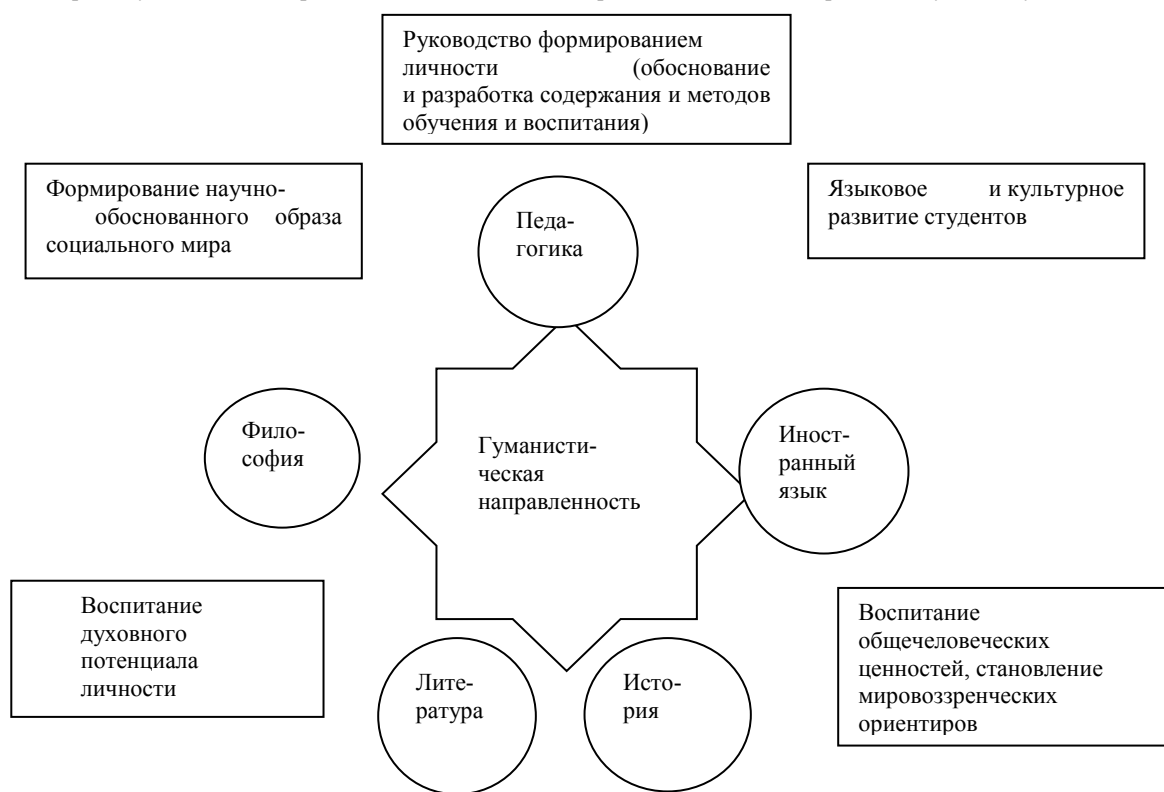 Руководство формированием
личности (обоснование
и разработка содержания и методов
обучения и воспитания)
Формирование научно-
обоснованного образа
социального мира
Языковое и культурное
развитие студентов
Педа-
гогика
Фило-
софия
Гуманисти-
ческая
направленность
Иност-
ранный
язык
Воспитание
духовного
потенциала
личности
Лите-
ратура
Исто-
рия
Воспитание
общечеловеческих
ценностей, становление
мировоззренческих
ориентиров